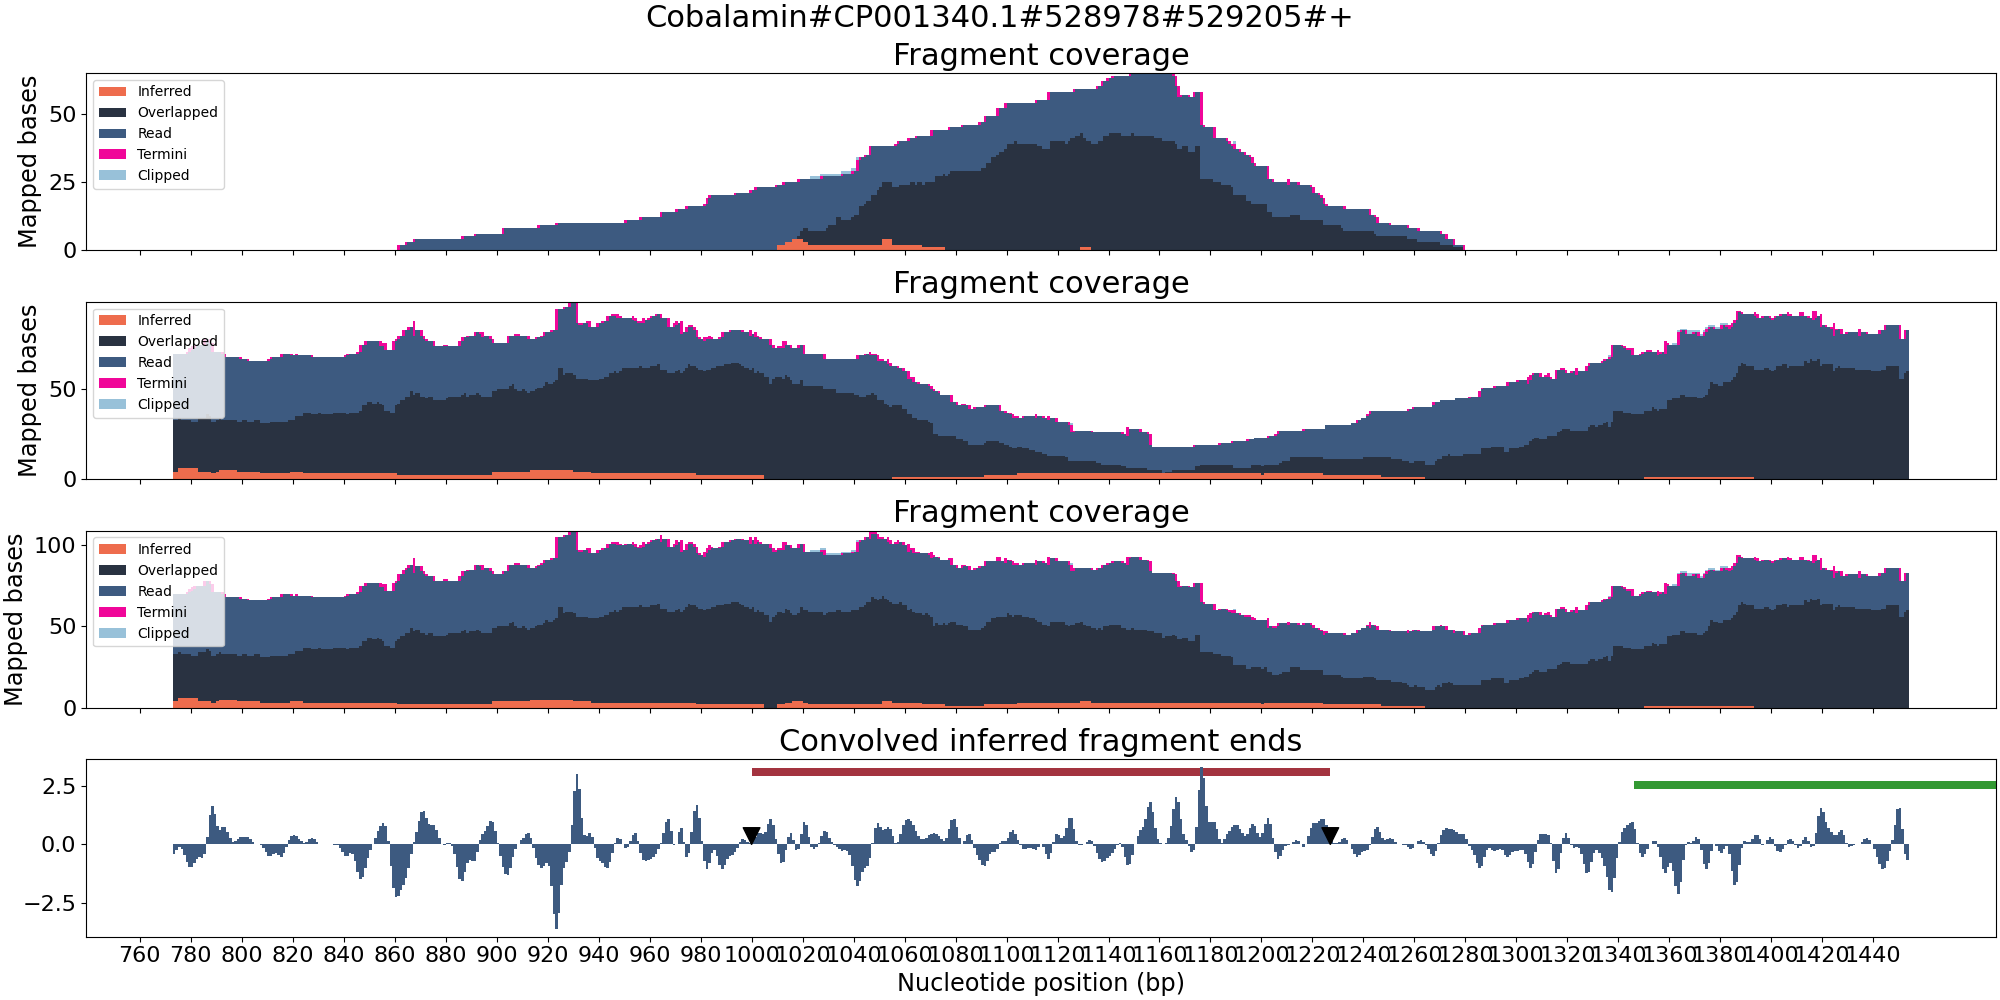 Cobalamin#CP001340.1#528978#529205#+
Fragment coverage
Mapped bases
50
25
0
Inferred
Overlapped
Read
Termini
Clipped
Fragment coverage
Mapped bases
50
0
Inferred
Overlapped
Read
Termini
Clipped
Fragment coverage
Mapped bases
100
50
0
Inferred
Overlapped
Read
Termini
Clipped
Convolved inferred fragment ends
2.5
0.0
−2.5
760 780 800 820 840 860 880 900 920 940 960 980 1000 1020 1040 1060 1080 1100 1120 1140 1160 1180 1200 1220 1240 1260 1280 1300 1320 1340 1360 1380 1400 1420 1440
Nucleotide position (bp)